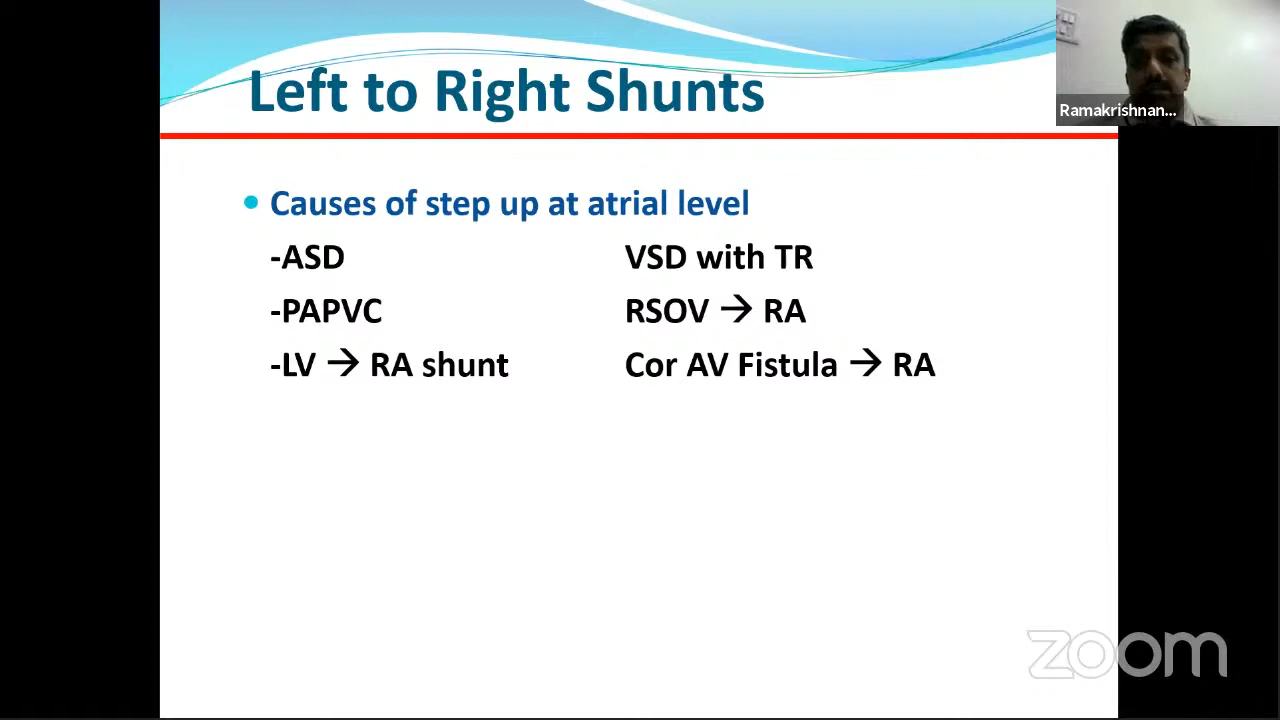 Left to Right Shunts
Ramakrishnan...
• Causes of step up at atrial level
-ASD VSD with TR
-PAPVC RSOV → RA
-LV → RA shunt Cor AV Fistula → RA
zoom